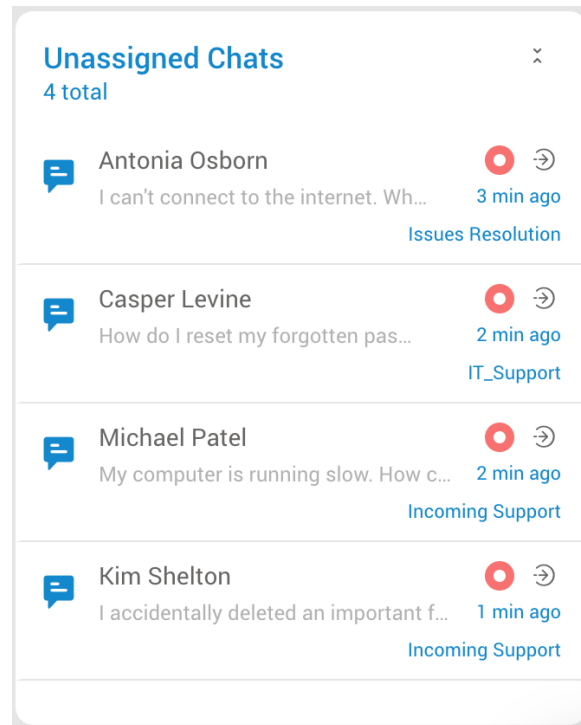 Unassigned Chats
4 total
Antonia Osborn
I can't connect to the internet. Wh... 3 min ago
Issues Resolution
Casper Levine
How do I reset my forgotten pas... 2 min ago
IT_Support
Michael Patel
My computer is running slow. How c... 2 min ago
Incoming Support
Kim Shelton
I accidentally deleted an important f... 1 min ago
Incoming Support